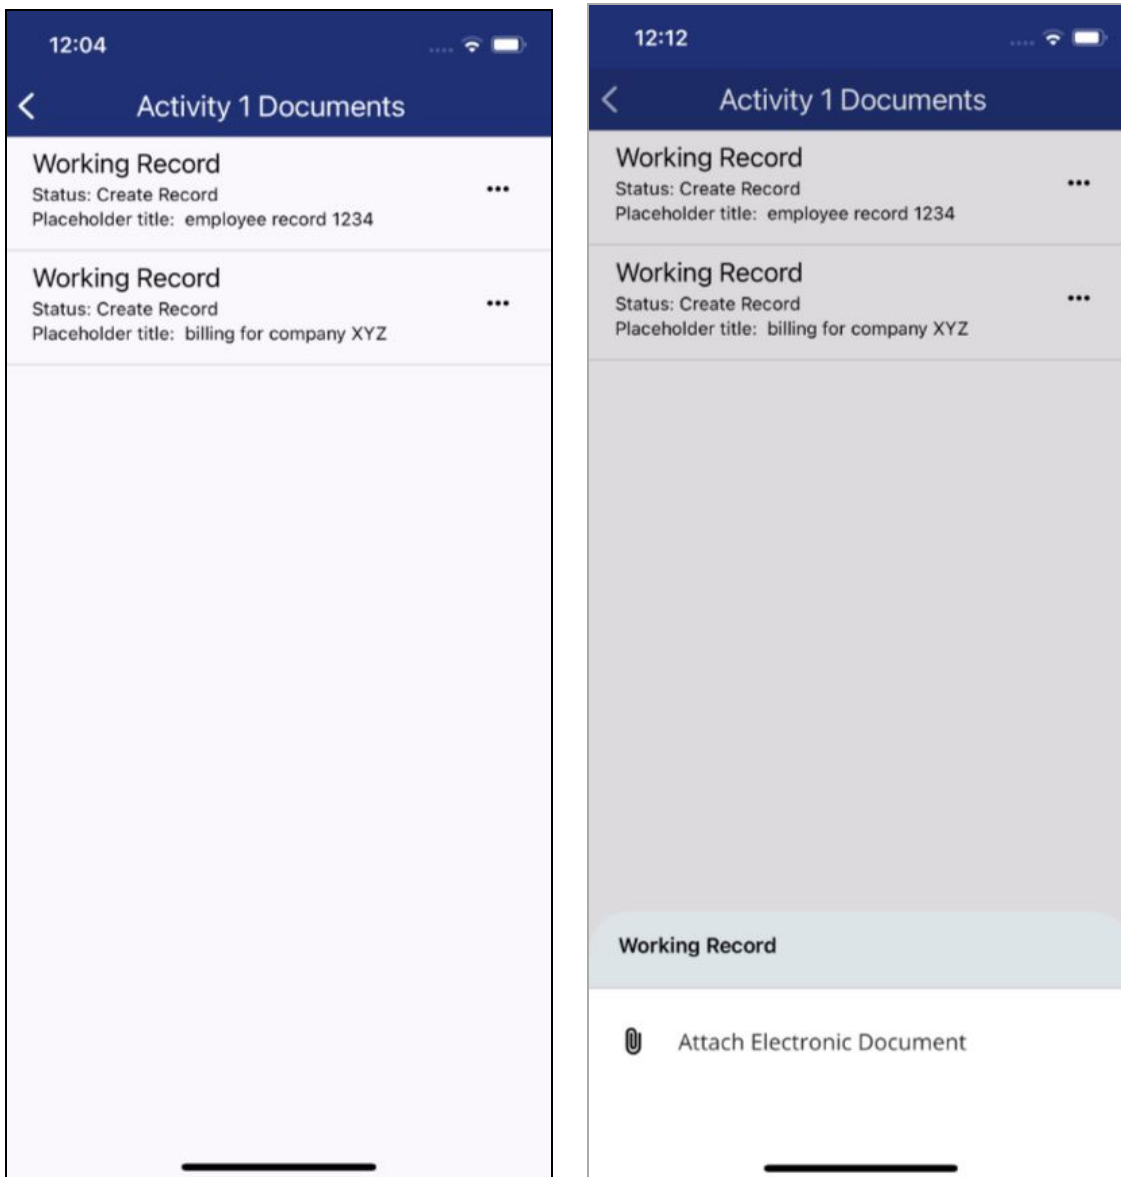 12:04
Activity 1 Documents
Working Record
Status: Create Record
Placeholder title: employee record 1234
Working Record
Status: Create Record
Placeholder title: billing for company XYZ
12:12
Activity 1 Documents
Working Record
Status: Create Record
Placeholder title: employee record 1234
Working Record
Status: Create Record
Placeholder title: billing for company XYZ
Working Record
Attach Electronic Document